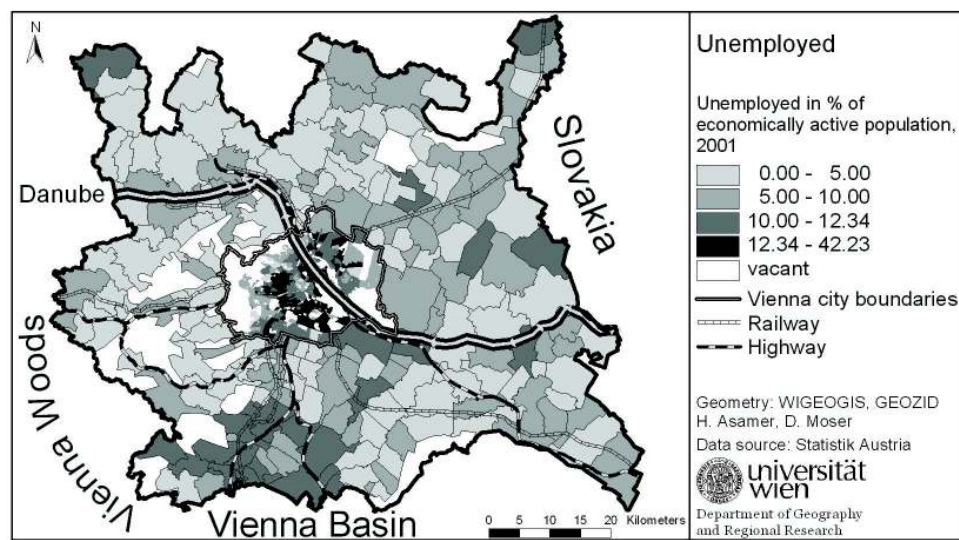 N
Danube
Slovakia
Vienna Woods
Vienna Basin
0 5 10 15 20 Kilometers
Unemployed
Unemployed in % of
economically active population,
2001
0.00 - 5.00
5.00 - 10.00
10.00 - 12.34
12.34 - 42.23
vacant
Vienna city boundaries
Railway
Highway
Geometry: WIGEOGIS, GEOZID
H. Asamer, D. Moser
Data source: Statistik Austria
universität
wien
Department of Geography
and Regional Research